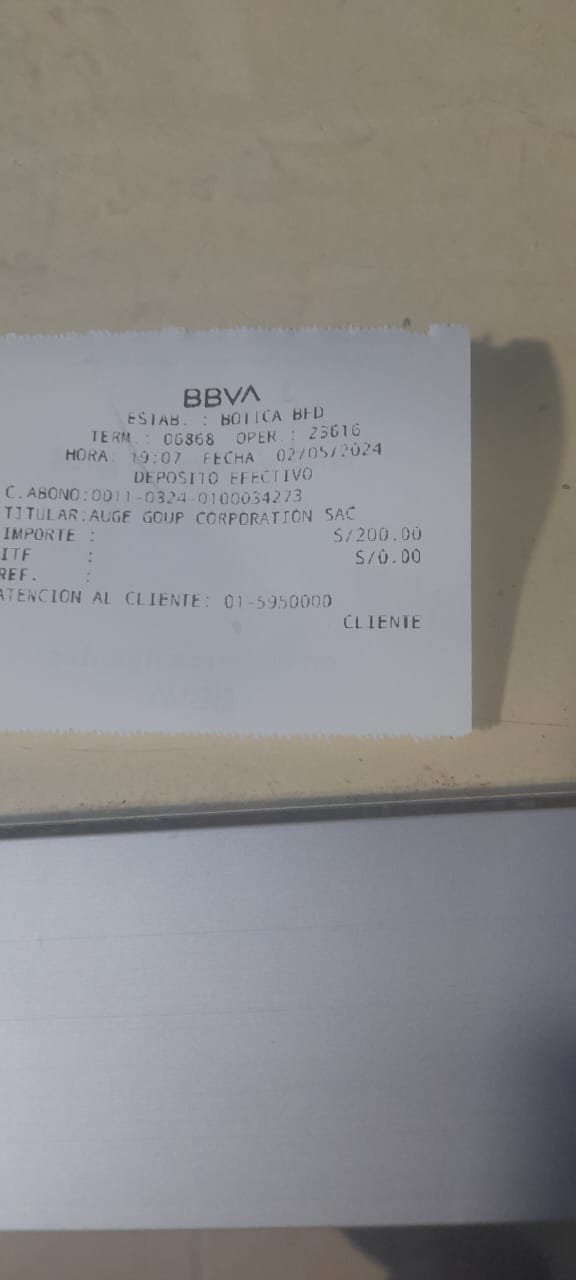 BBVA
ESTAB. : BOTICA BFD
TERM.: 06868 OPER.: 23616
HORA: 19:07 FECHA 02/05/2024
DEPOSITO EFECTIVO
C.ABONO:0011-0324-0100034273
TITULAR:AUGE GOUP CORPORATION SAC
IMPORTE : S/200.00
ITF : S/0.00
REF. :
ATENCION AL CLIENTE: 01-5950000
CLIENTE